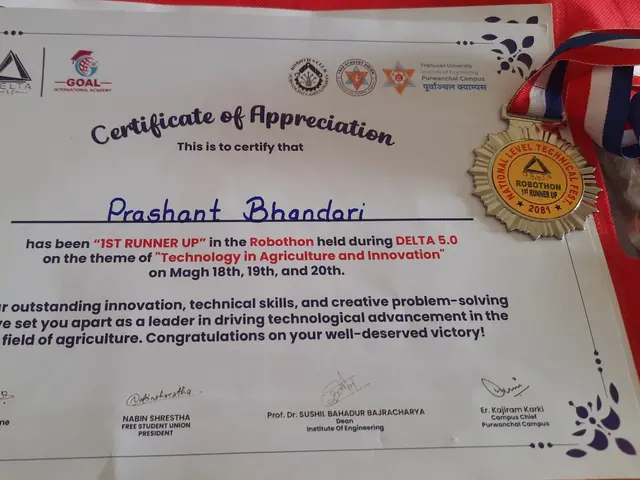 DELTA
GOAL
INTERNATIONAL ACADEMY
ROBOTICS CLUB
Tribhuvan University
Institute of Engineering
Purwanchal Campus
पूर्वाञ्चल क्याम्पस
Certificate of Appreciation
This is to certify that
Prashant Bhandari
has been "1ST RUNNER UP" in the Robothon held during DELTA 5.0
on the theme of "Technology in Agriculture and Innovation"
on Magh 18th, 19th, and 20th.
outstanding innovation, technical skills, and creative problem-solving
set you apart as a leader in driving technological advancement in the
field of agriculture. Congratulations on your well-deserved victory!
NABIN SHRESTHA
FREE STUDENT UNION
PRESIDENT
Prof. Dr. SUSHIL BAHADUR BAJRACHARYA
Dean
Institute Of Engineering
Er. Kajiram Karki
Campus Chief
Purwanchal Campus
NATIONAL LEVEL TECHNICAL FEST.
DELTA
ROBOTHON
1ST RUNNER UP
2081